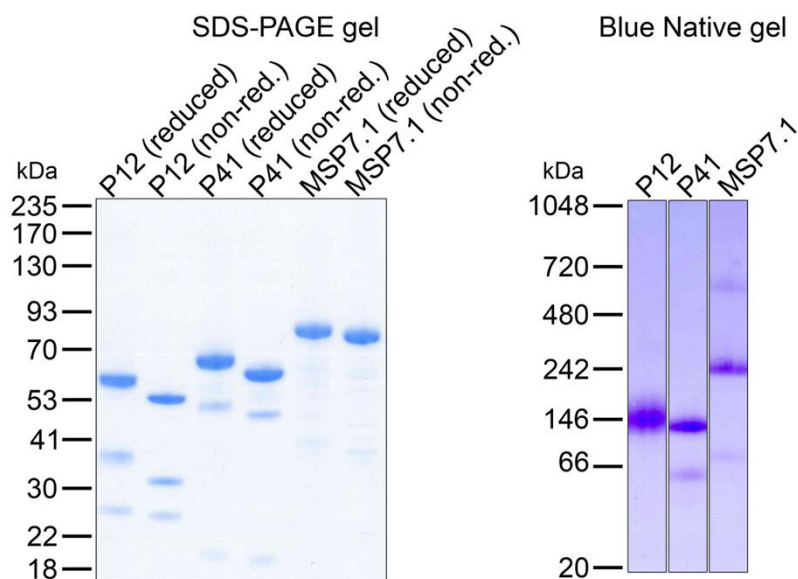 SDS-PAGE gel
Blue Native gel
P12 (reduced)
P12 (non-red.)
P41 (reduced)
P41 (non-red.)
MSP7.1 (reduced)
MSP7.1 (non-red.)
kDa
235
170
130
93
70
53
41
30
22
18
kDa
P12
P41
MSP7.1
1048
720
480
242
146
66
20